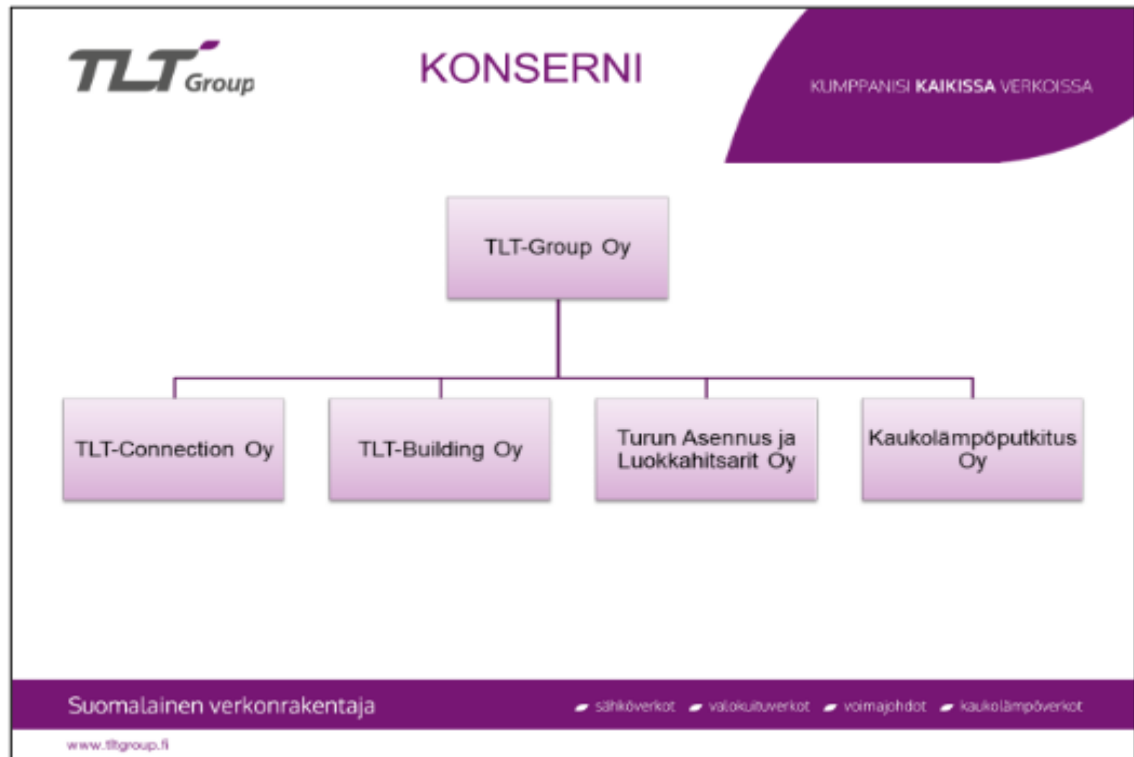 TLT Group
KONSERNI
KUMPPANISI KAIKISSA VERKOISSA
TLT-Group Oy
TLT-Connection Oy
TLT-Building Oy
Turun Asennus ja
Luokkahitsarit Oy
Kaukolämpöputkitus
Oy
Suomalainen verkonrakentaja
sähköverkot valokuituverkot voimajohdot kaukolämpöverkot
www.tltgroup.fi